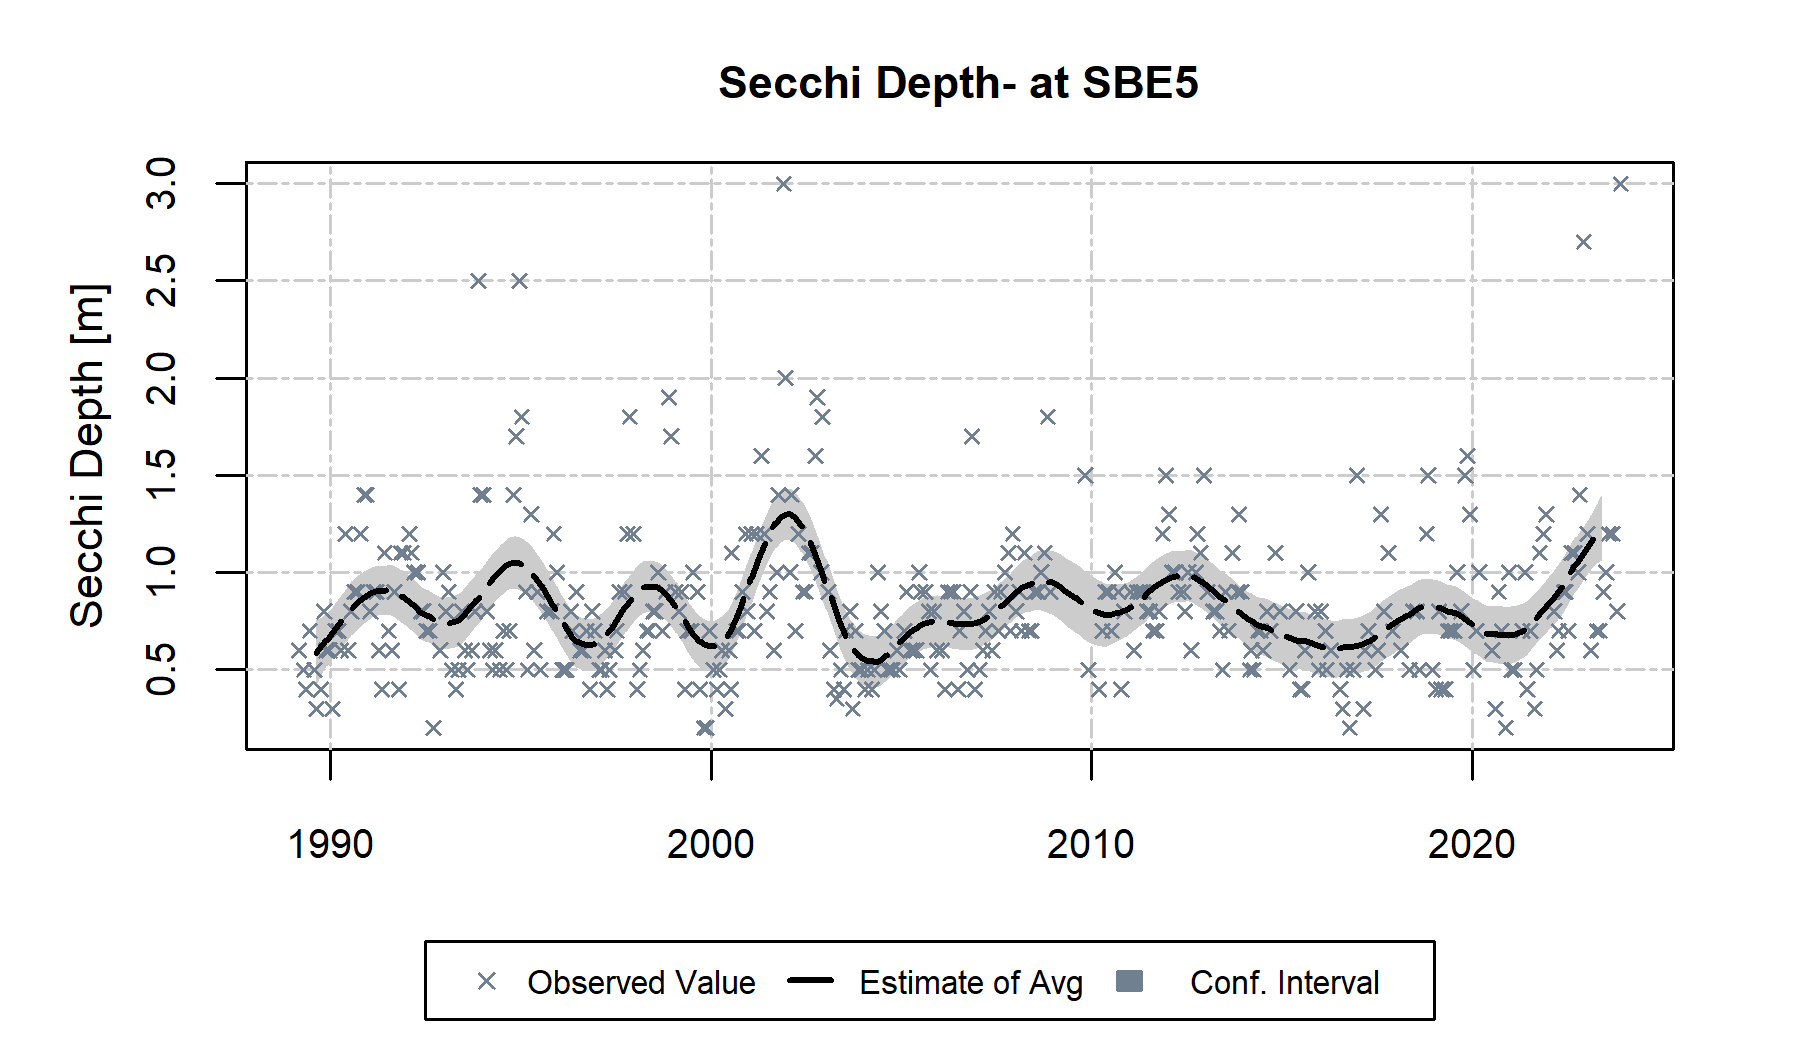 Secchi Depth- at SBE5
Secchi Depth [m]
3.0
2.5
2.0
1.5
1.0
0.5
1990 2000 2010 2020
Observed Value Estimate of Avg Conf. Interval